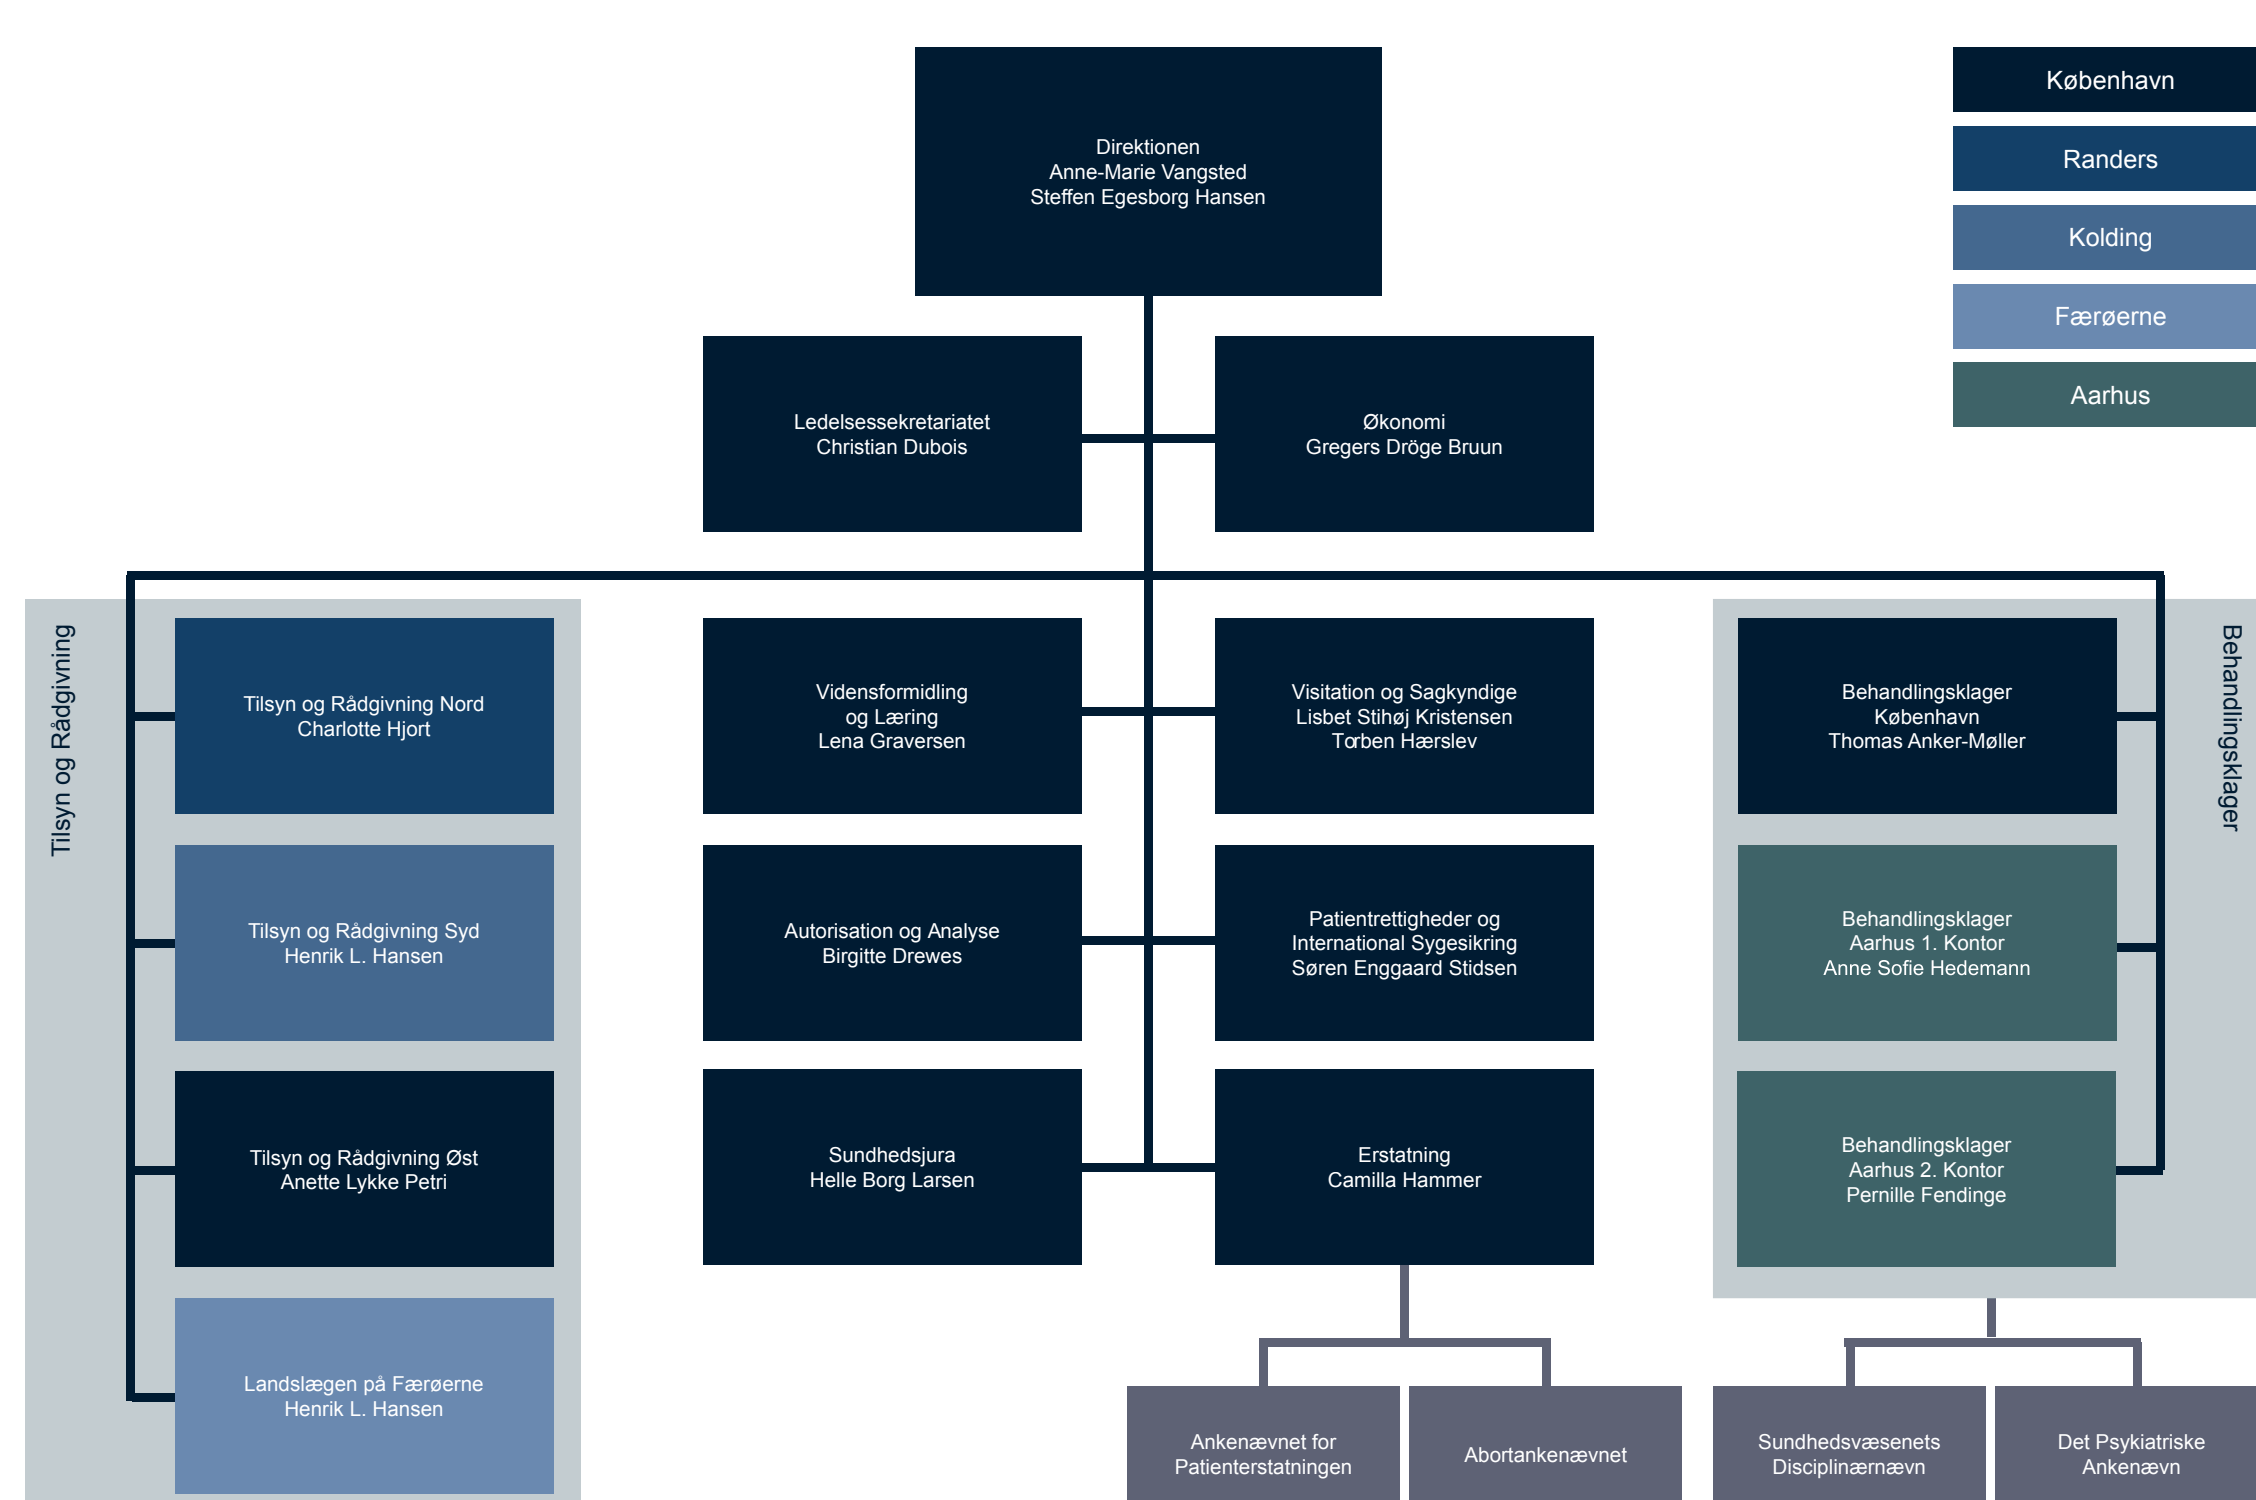 Direktionen
Anne-Marie Vangsted
Steffen Egesborg Hansen
København
Randers
Kolding
Færøerne
Aarhus
Ledelsessekretariatet
Christian Dubois
Økonomi
Gregers Dröge Bruun
Tilsyn og Rådgivning
Tilsyn og Rådgivning Nord
Charlotte Hjort
Tilsyn og Rådgivning Syd
Henrik L. Hansen
Tilsyn og Rådgivning Øst
Anette Lykke Petri
Landslægen på Færøerne
Henrik L. Hansen
Vidensformidling
og Læring
Lena Graversen
Visitation og Sagkyndige
Lisbet Stihøj Kristensen
Torben Hærslev
Autorisation og Analyse
Birgitte Drewes
Patientrettigheder og
International Sygesikring
Søren Enggaard Stidsen
Sundhedsjura
Helle Borg Larsen
Erstatning
Camilla Hammer
Behandlingsklager
Behandlingsklager
København
Thomas Anker-Møller
Behandlingsklager
Aarhus 1. Kontor
Anne Sofie Hedemann
Behandlingsklager
Aarhus 2. Kontor
Pernille Fendinge
Ankenævnet for
Patienterstatningen
Abortankenævnet
Sundhedsvæsenets
Disciplinærnævn
Det Psykiatriske
Ankenævn